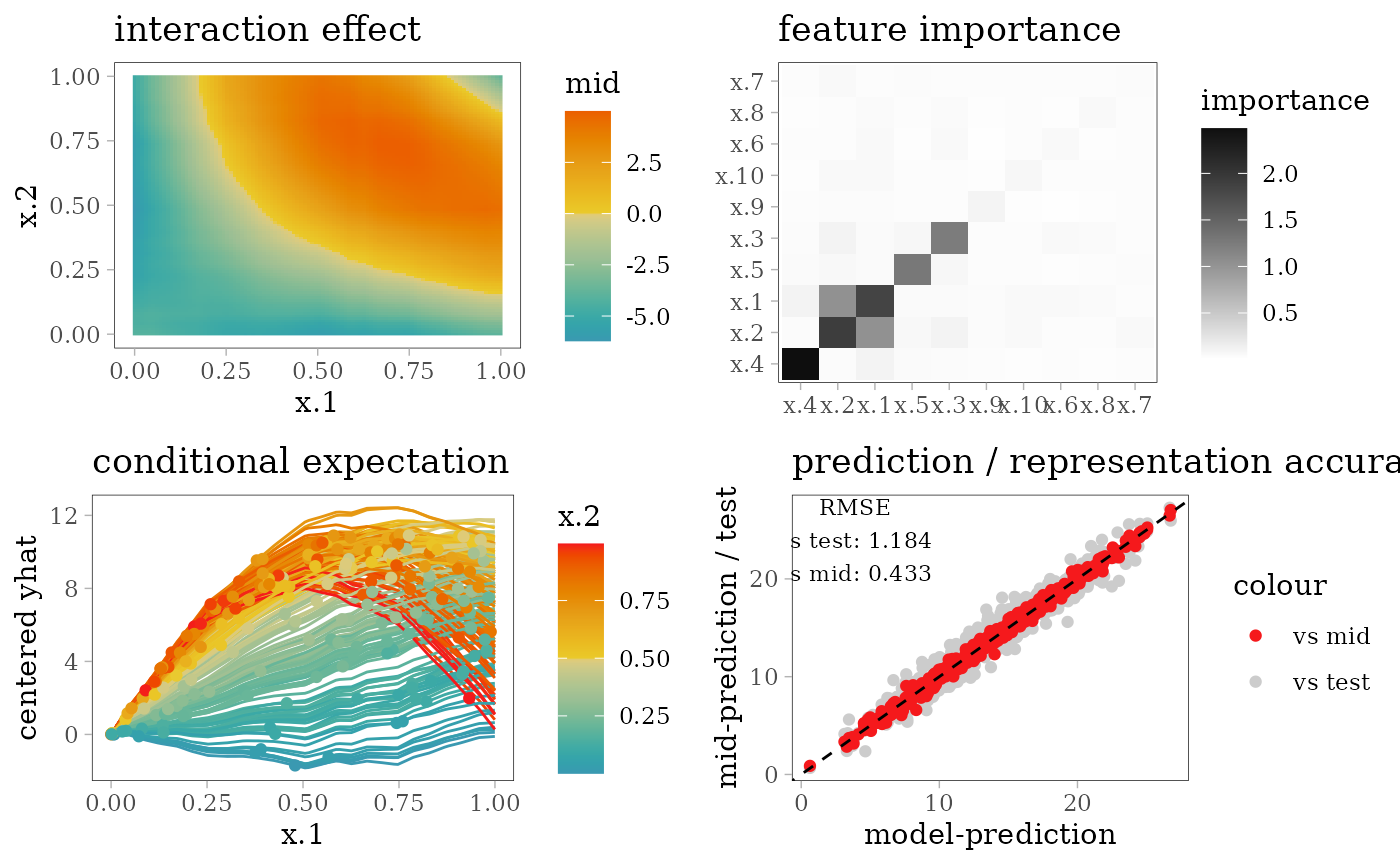 interaction effect
mid
2.5
0.0
-2.5
-5.0
1.00
0.75
0.50
0.25
0.00
x.2
0.00 0.25 0.50 0.75 1.00
x.1
feature importance
importance
2.0
1.5
1.0
0.5
x.7
x.8
x.6
x.10
x.9
x.3
x.5
x.1
x.2
x.4
x.4 x.2 x.1 x.5 x.3 x.9 x.10 x.6 x.8 x.7
conditional expectation
x.2
0.75
0.50
0.25
12
8
4
0
centered yhat
0.00 0.25 0.50 0.75 1.00
x.1
prediction / representation accura
RMSE
s test: 1.184
s mid: 0.433
20
10
0
mid-prediction / test
0 10 20
model-prediction
colour
vs mid
vs test